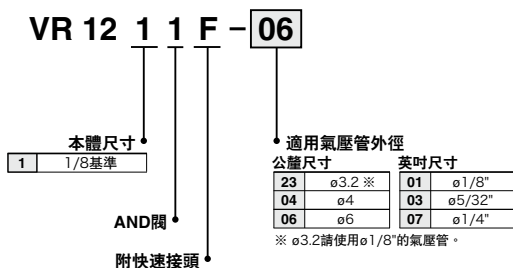 VR 12 1 1 F - 06
本體尺寸
1 1/8基準
AND閥
附快速接頭
適用氣壓管外徑
公釐尺寸
23 ø3.2 ※
04 ø4
06 ø6
英吋尺寸
01 ø1/8"
03 ø5/32"
07 ø1/4"
※ ø3.2請使用ø1/8"的氣壓管。